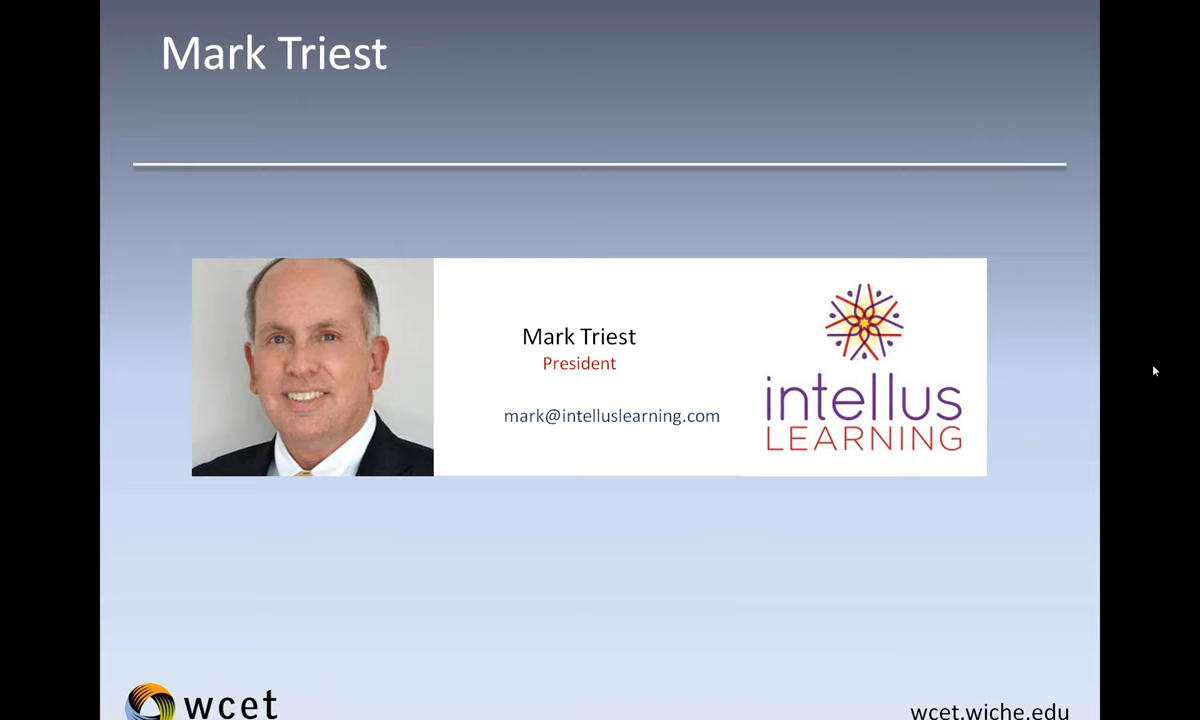 Mark Triest
Mark Triest
President
mark@intelluslearning.com
intellus
LEARNING
wcet
wcet.wiche.edu